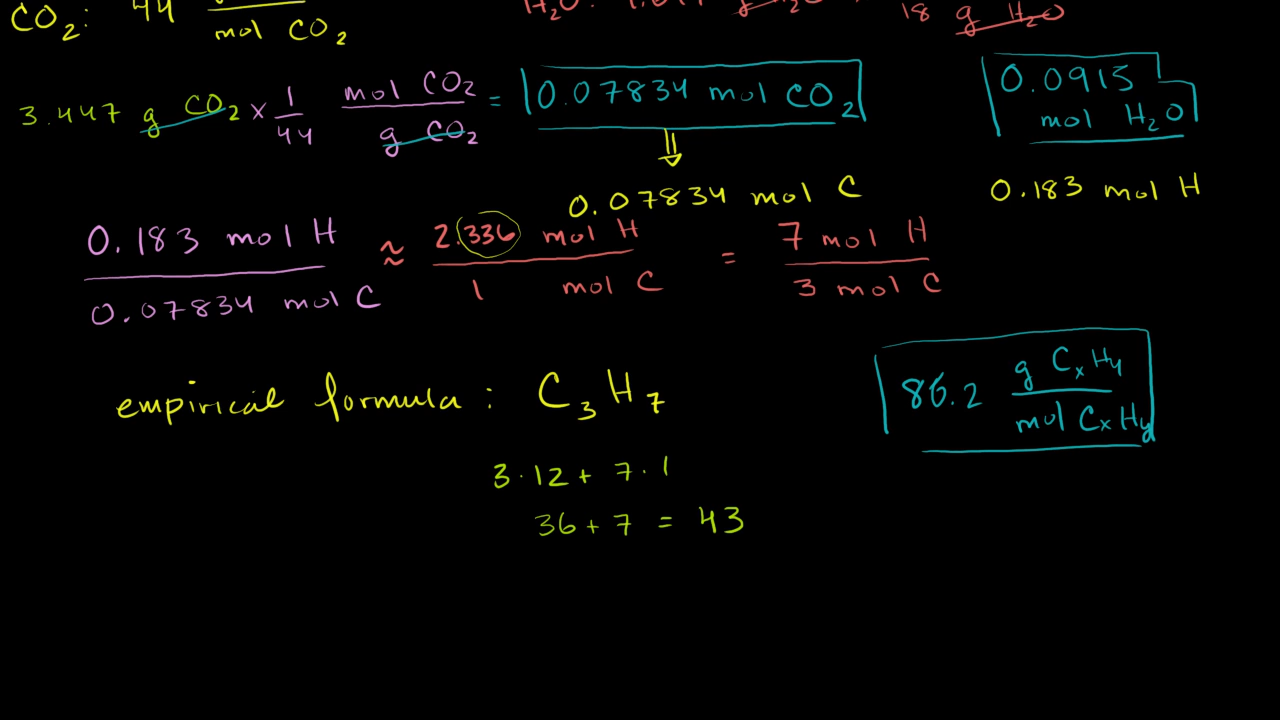 CO₂: 44 mol CO₂
H₂O: 18 g H₂O
3.447 g CO₂ × 1/44 mol CO₂/g CO₂ = 0.07834 mol CO₂
0.0915 mol H₂O
⇓
0.07834 mol C
0.183 mol H
0.183 mol H / 0.07834 mol C ≈ 2.336 mol H / 1 mol C = 7 mol H / 3 mol C
empirical formula: C₃H₇
86.2 g CₓHᵧ / mol CₓHᵧ
3·12 + 7·1
36 + 7 = 43